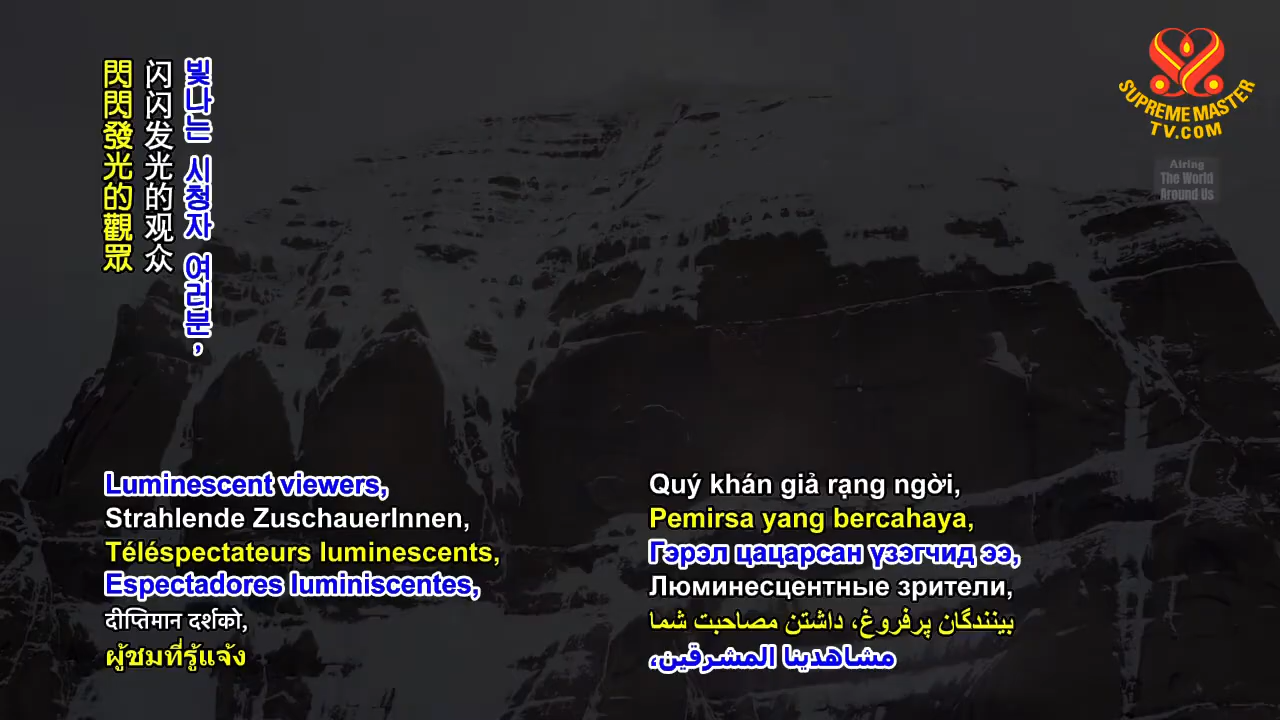 閃閃發光的觀眾
闪闪发光的观众
빛나는 시청자 여러분,
SUPREME MASTER
TV.COM
Airing
The World
Around Us
Luminescent viewers,
Strahlende ZuschauerInnen,
Téléspectateurs luminescents,
Espectadores luminiscentes,
दीप्तिमान दर्शको,
ผู้ชมที่รู้แจ้ง
Quý khán giả rạng ngời,
Pemirsa yang bercahaya,
Гэрэл цацарсан үзэгчид ээ,
Люминесцентные зрители,
بینندگان پرفروغ، داشتن مصاحبت شما
مشاهدينا المشرقين،